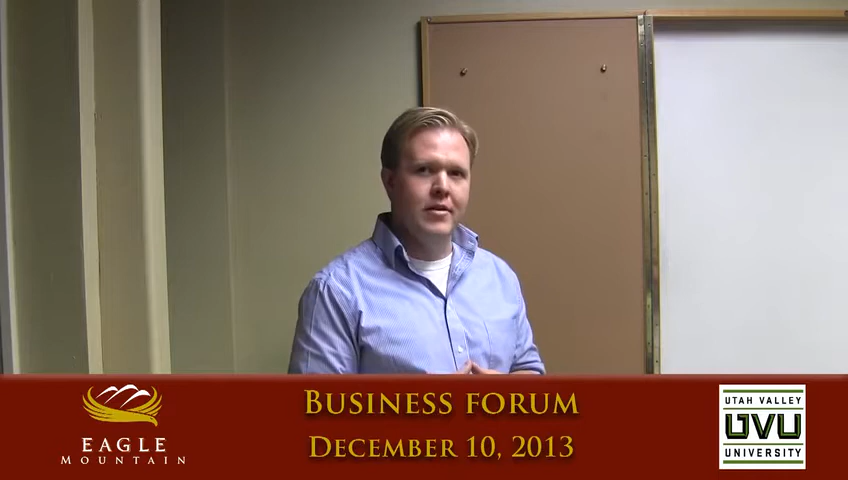 BUSINESS FORUM
DECEMBER 10, 2013
EAGLE
MOUNTAIN
UTAH VALLEY
UVU
UNIVERSITY